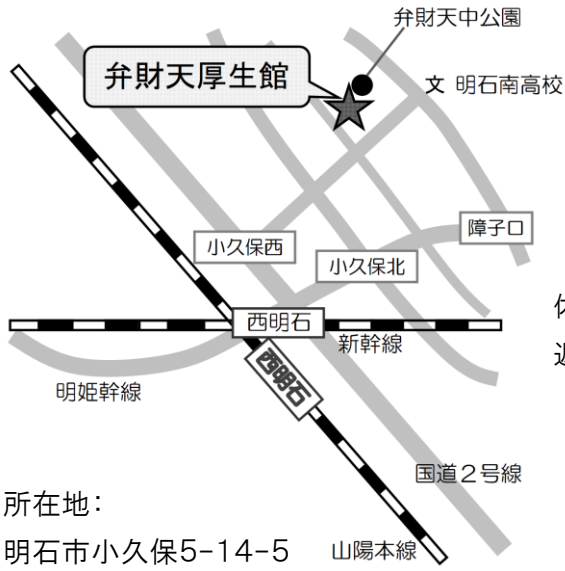 弁財天中公園
弁財天厚生館
文 明石南高校
障子口
小久保西
小久保北
西明石
新幹線
西明石
明姫幹線
国道2号線
所在地：
明石市小久保5-14-5
山陽本線